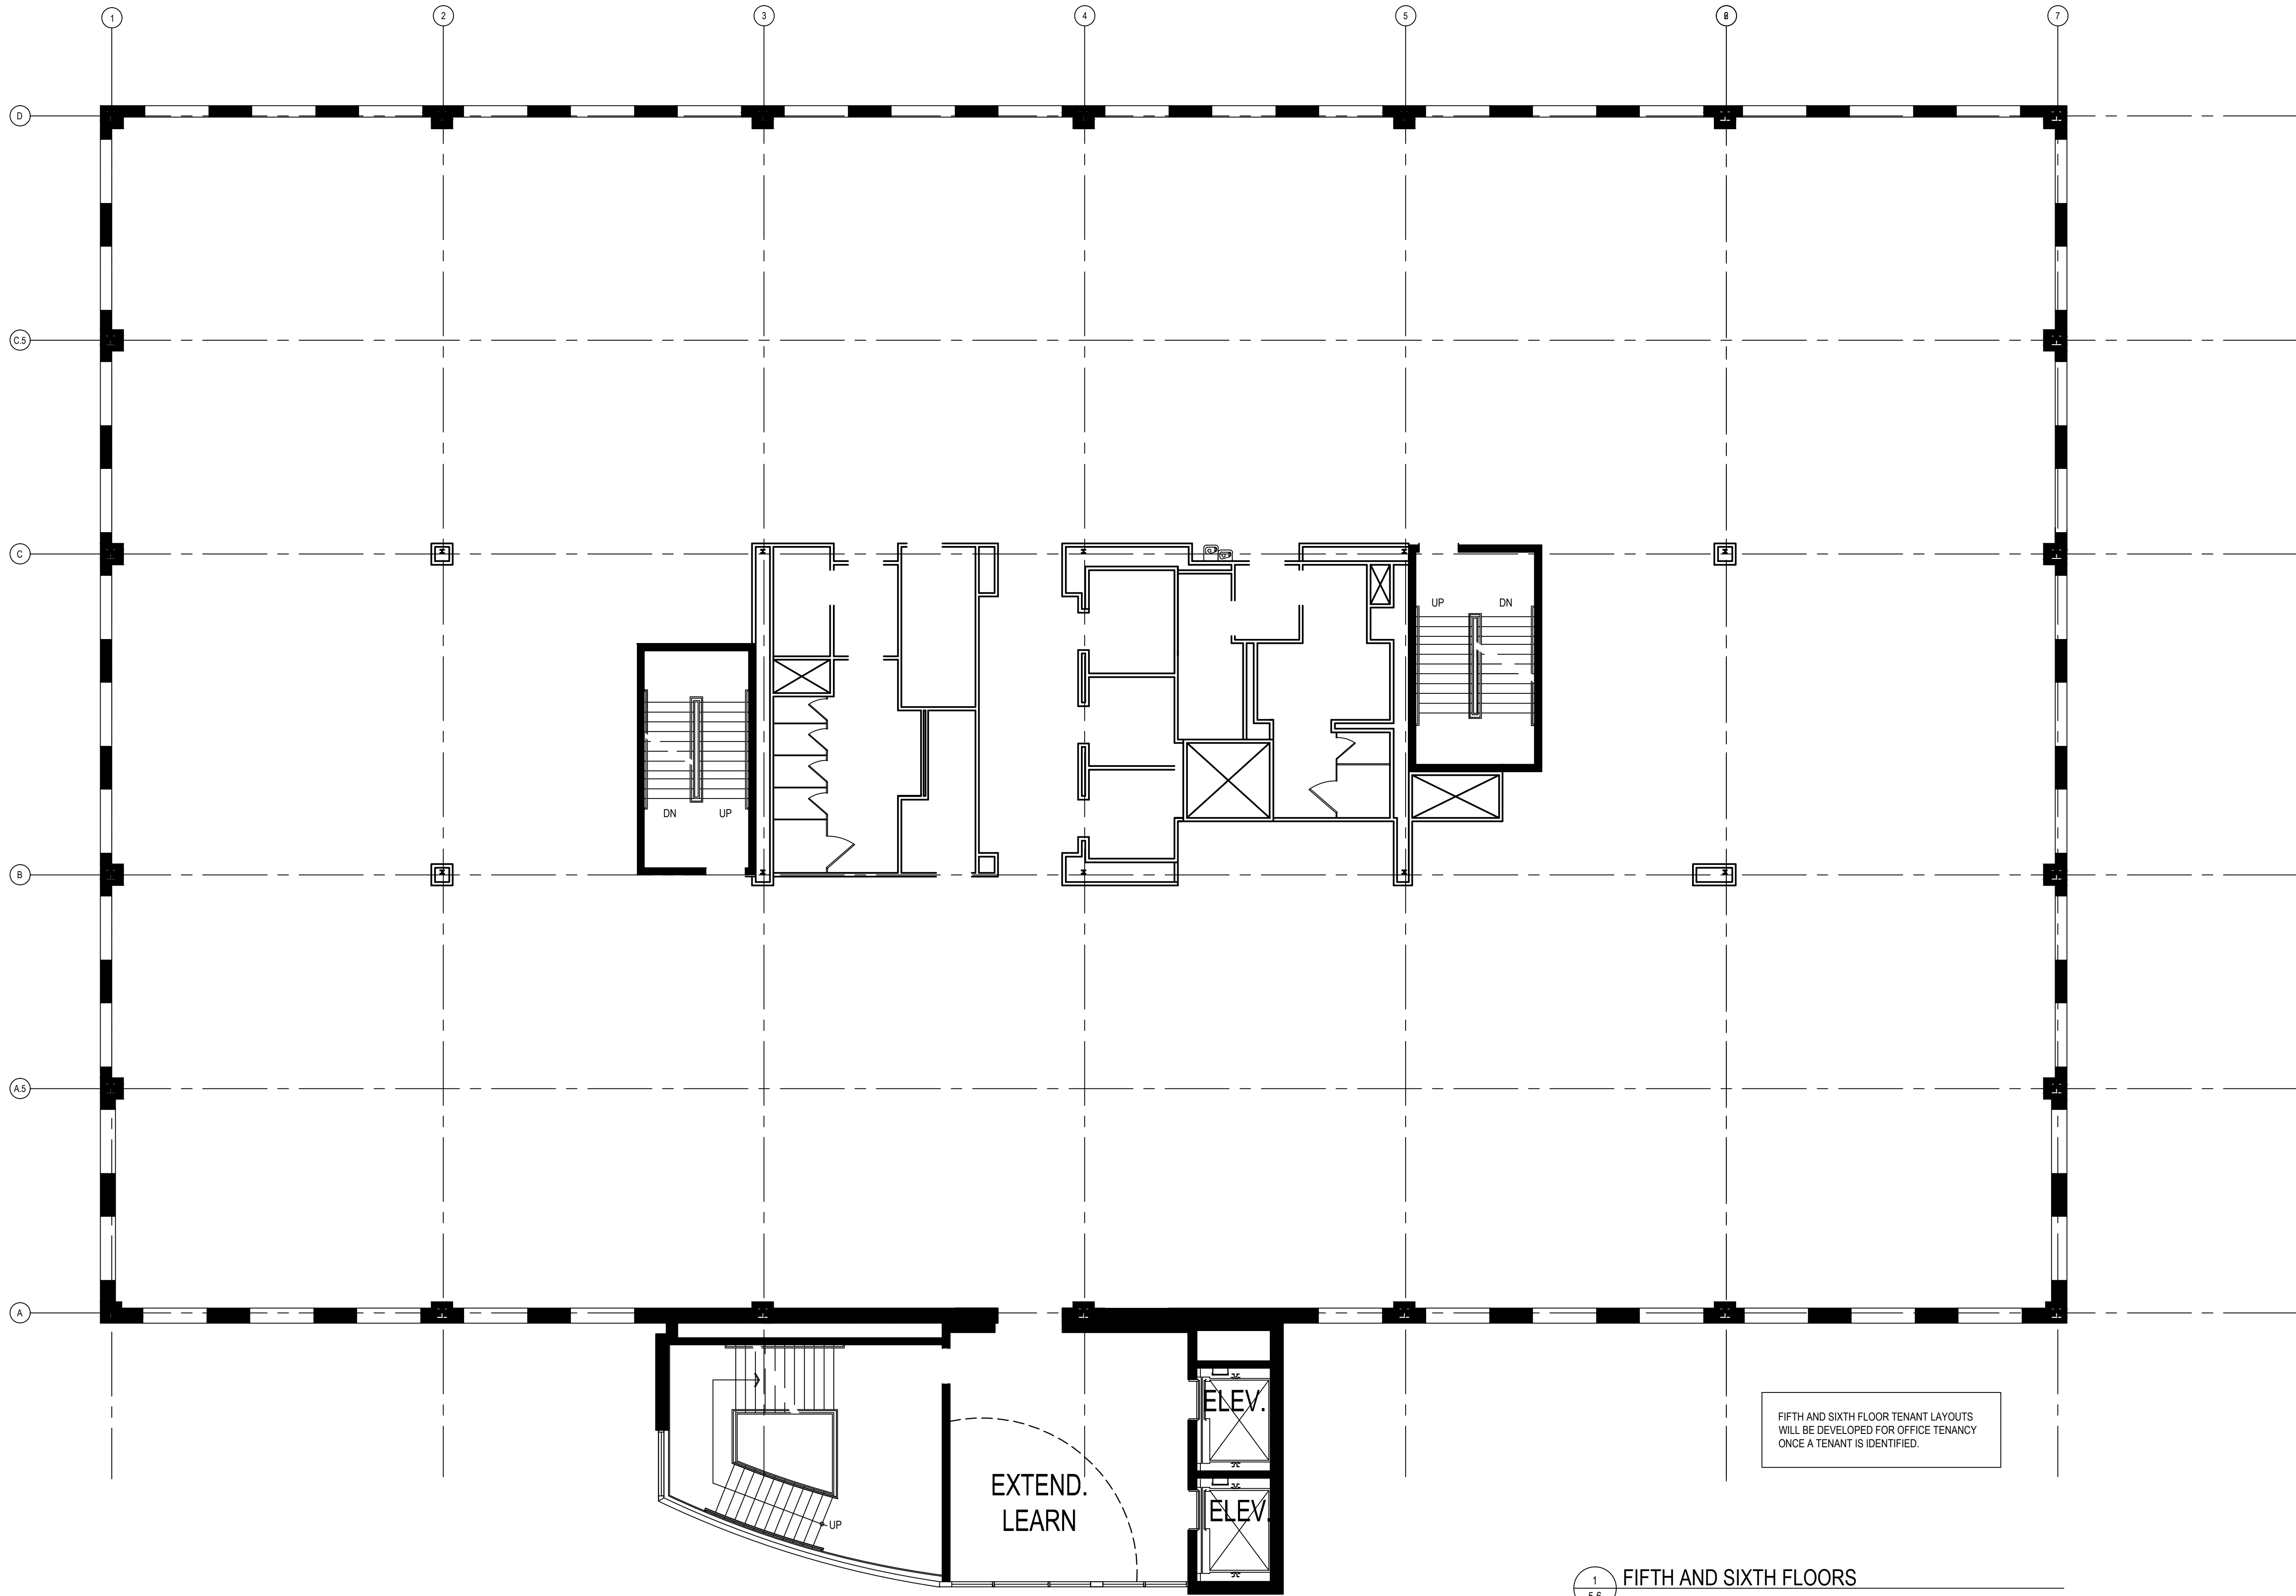 1
2
3
4
5
7
D
C.5
C
UP DN
DN UP
B
A.5
A
ELEV.
EXTEND.
LEARN
ELEV.
UP
FIFTH AND SIXTH FLOOR TENANT LAYOUTS
WILL BE DEVELOPED FOR OFFICE TENANCY
ONCE A TENANT IS IDENTIFIED.
1
FIFTH AND SIXTH FLOORS